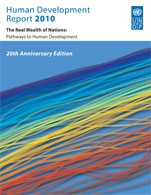 Human Development
Report 2010
The Real Wealth of Nations:
Pathways to Human Development
20th Anniversary Edition
U N
D P